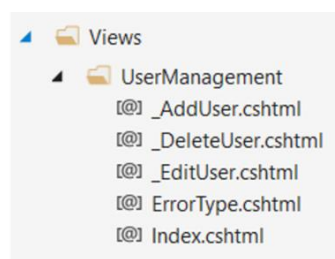 Views
UserManagement
[@] _AddUser.cshtml
[@] _DeleteUser.cshtml
[@] _EditUser.cshtml
[@] ErrorType.cshtml
[@] Index.cshtml